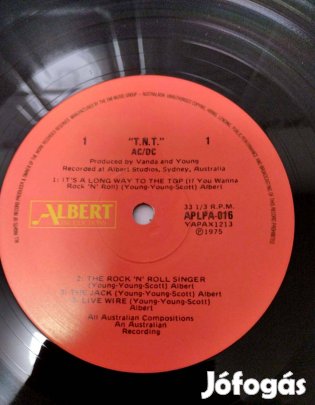 1 "T.N.T." 1
AC/DC
Produced by Vanda and Young
Recorded at Albert Studios, Sydney, Australia
1: IT'S A LONG WAY TO THE TOP (If You Wanna
Rock 'N' Roll) (Young-Young-Scott) Albert
ALBERT
33 1/3 R.P.M.
APLPA-016
YAPAX1213
℗1975
2: THE ROCK 'N' ROLL SINGER
(Young-Young-Scott) Albert
3: THE JACK (Young-Young-Scott) Albert
LIVE WIRE (Young-Young-Scott)
Albert
All Australian Compositions
An Australian
Recording
Jófogás